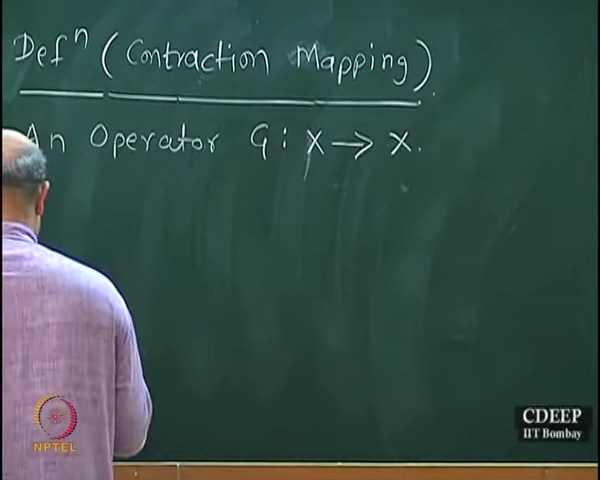 Defⁿ (Contraction Mapping)
An Operator G : X → X.
NPTEL
CDEEP
IIT Bombay